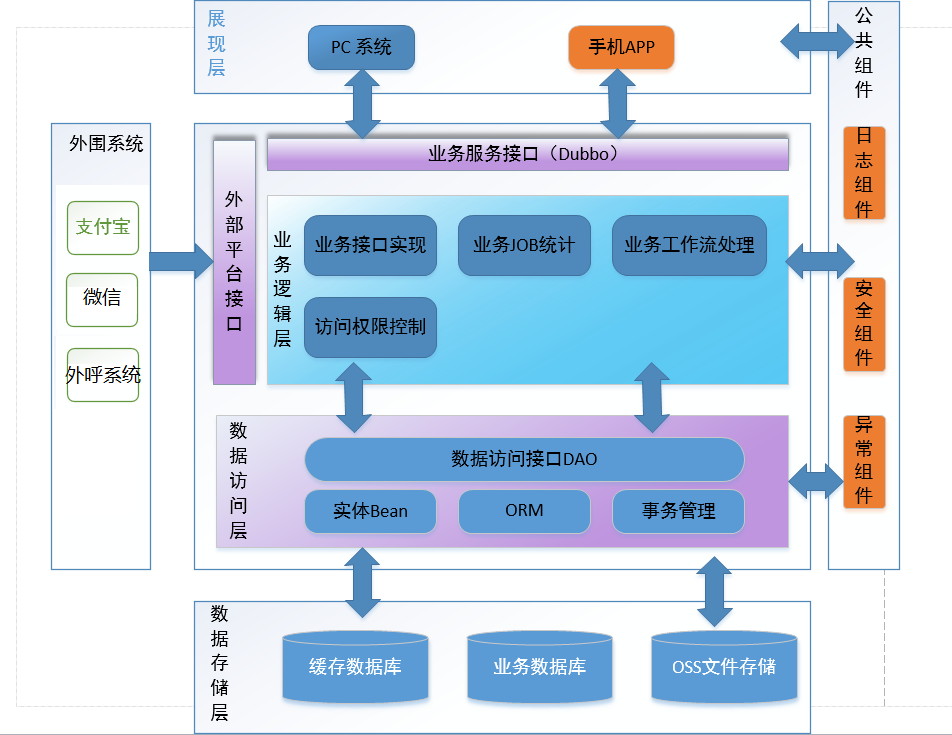 展现层
PC 系统
手机APP
公共组件
日志组件
安全组件
异常组件
外围系统
支付宝
微信
外呼系统
外部平台接口
业务服务接口（Dubbo）
业务逻辑层
业务接口实现
业务JOB统计
业务工作流处理
访问权限控制
数据访问层
数据访问接口DAO
实体Bean
ORM
事务管理
数据存储层
缓存数据库
业务数据库
OSS文件存储